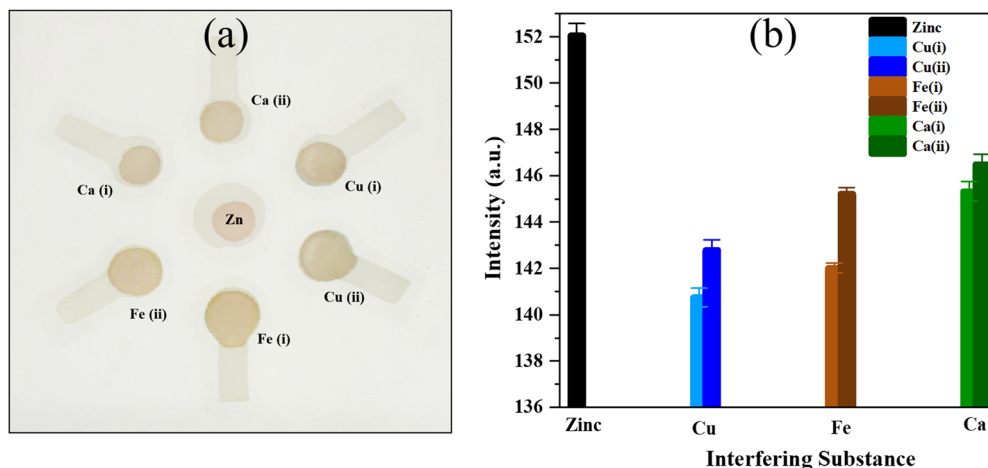 (a)
Ca (ii)
Ca (i)
Cu (i)
Zn
Fe (ii)
Cu (ii)
Fe (i)
(b)
152
150
148
146
144
142
140
138
136
Intensity (a.u.)
Zinc
Cu(i)
Cu(ii)
Fe(i)
Fe(ii)
Ca(i)
Ca(ii)
Zinc Cu Fe Ca
Interfering Substance